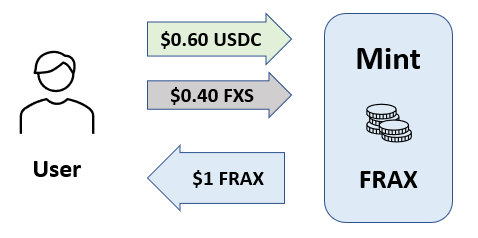 $0.60 USDC
$0.40 FXS
$1 FRAX
User
Mint
FRAX